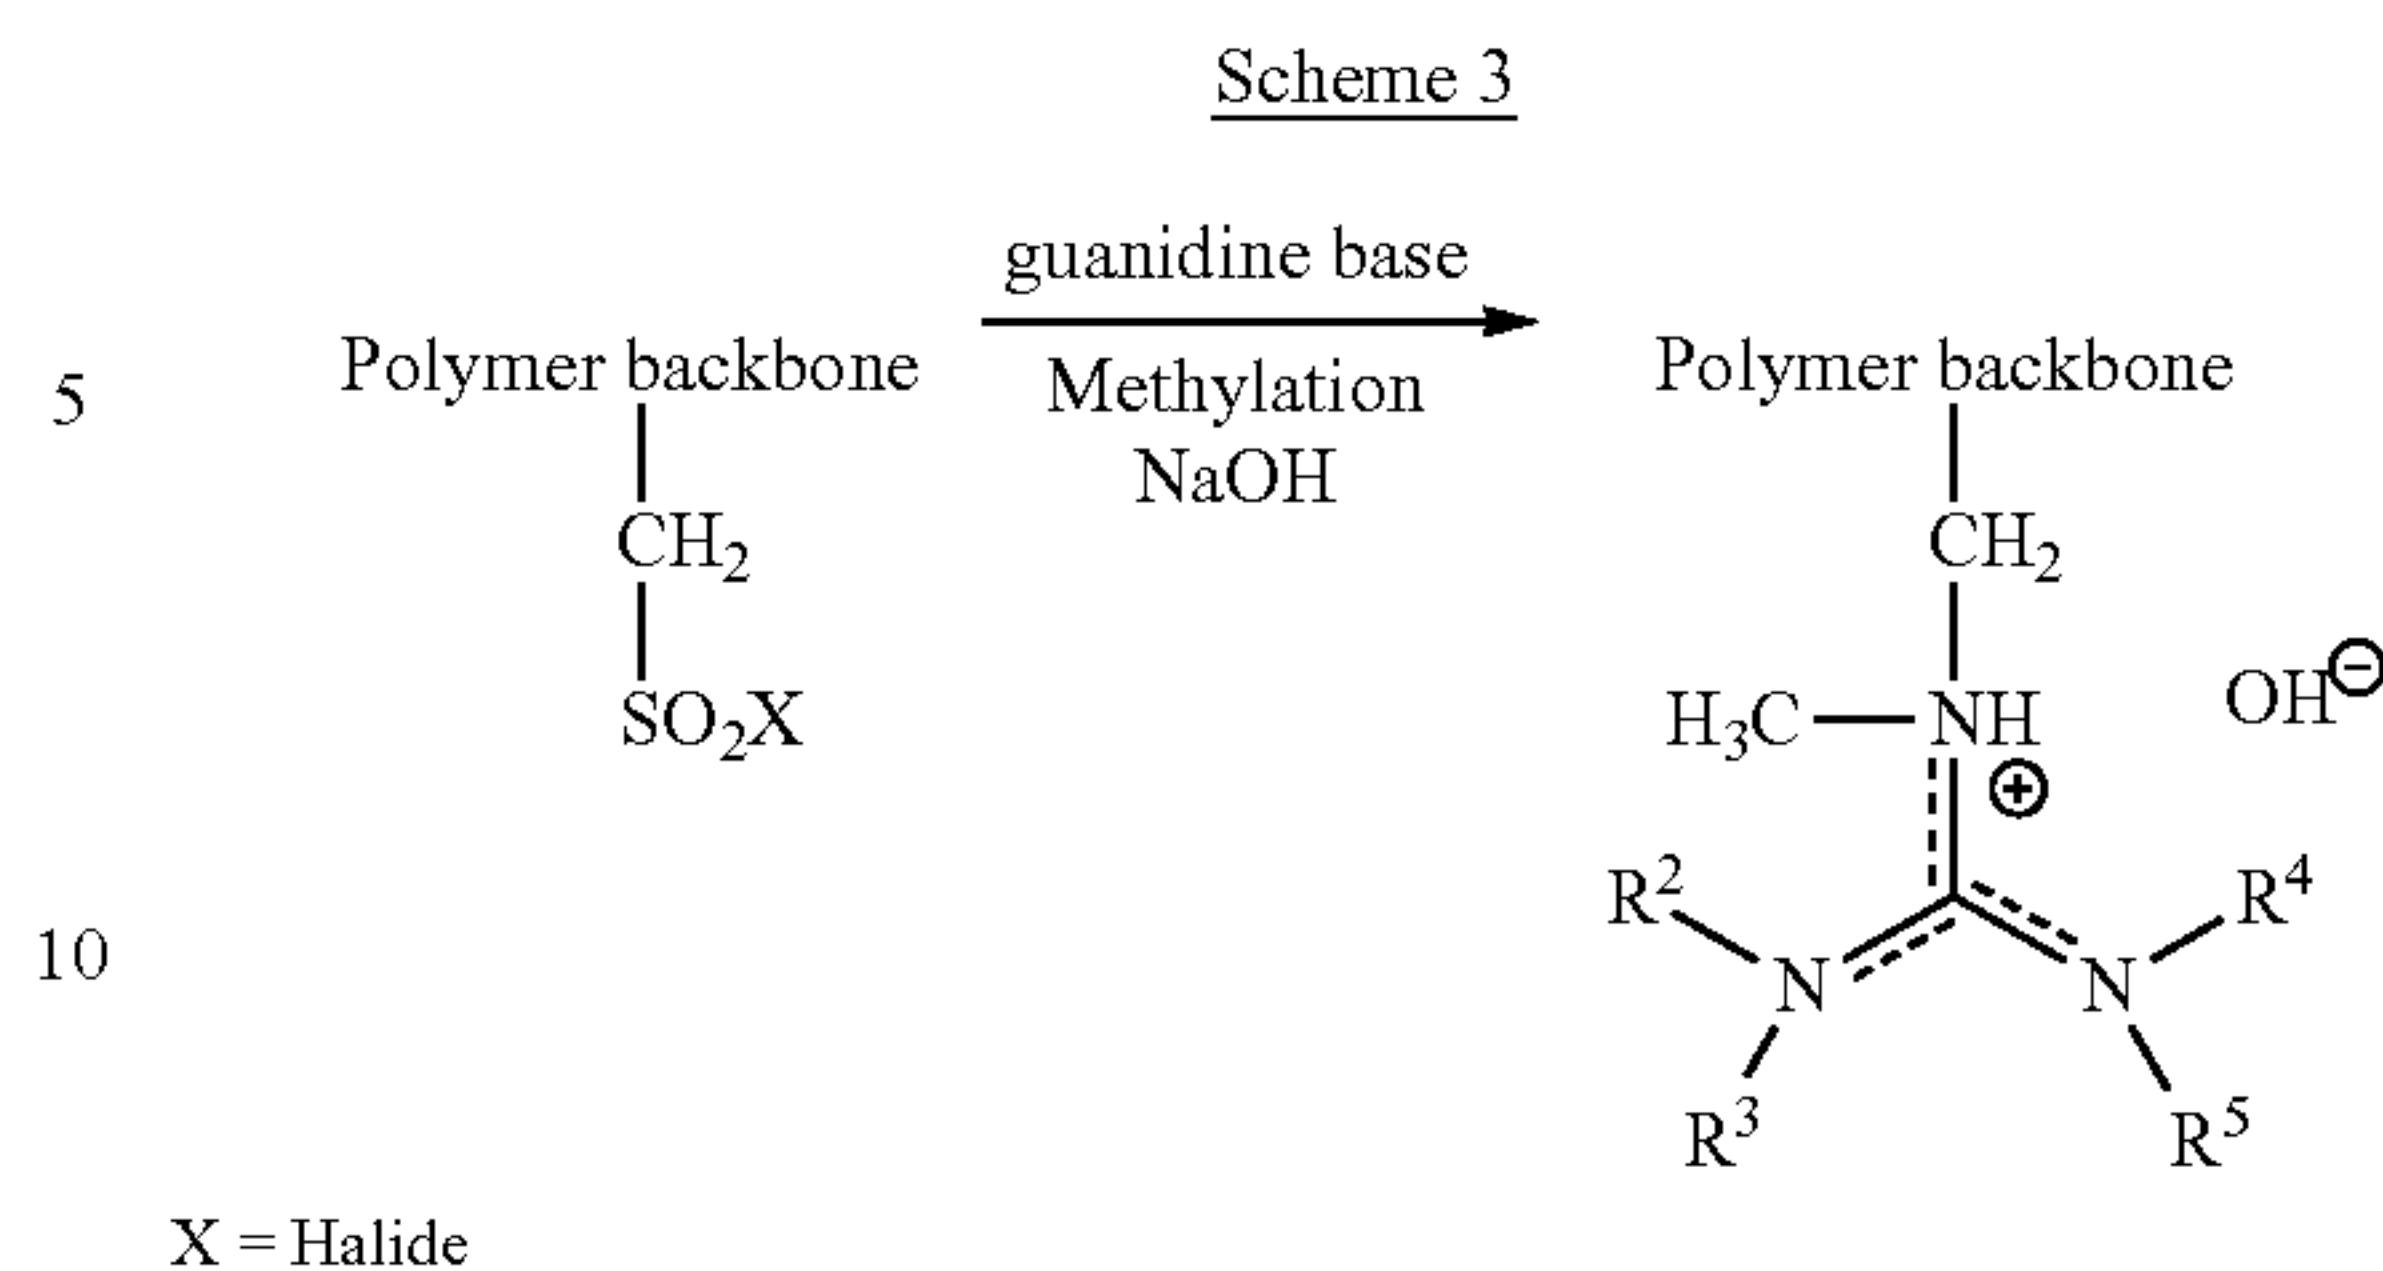 Scheme 3
guanidine base
Methylation
NaOH
5
Polymer backbone
CH2
SO2X
Polymer backbone
CH2
H3C NH
⊕
OH⊖
R2 R4
N N
R3 R5
10
X = Halide